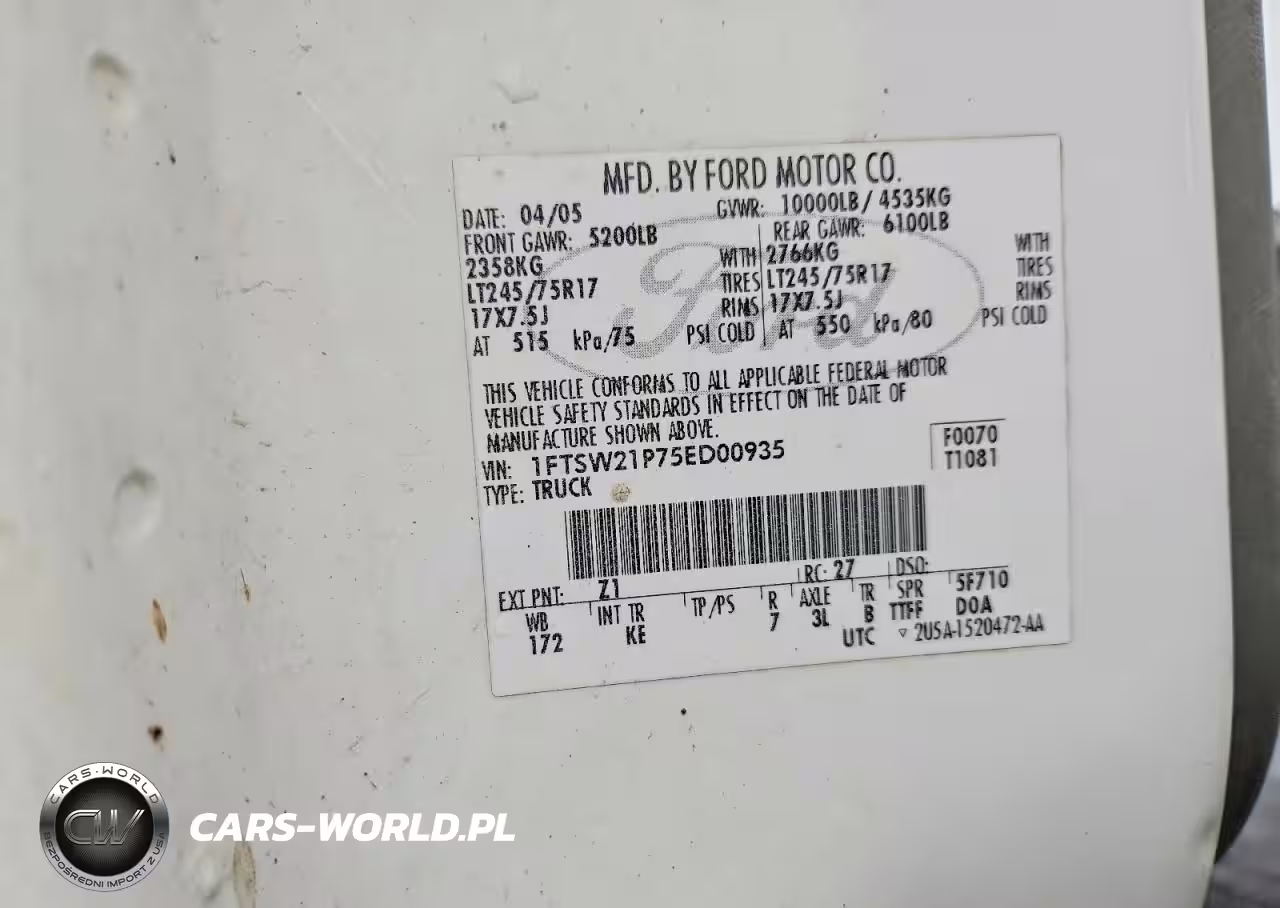 MFD. BY FORD MOTOR CO.
DATE: 04/05 GVWR: 10000LB/ 4535KG
FRONT GAWR: 5200LB REAR GAWR: 6100LB
2358KG WITH 2766KG WITH
LT245/75R17 TIRES LT245/75R17 TIRES
17X7.5J RIMS 17X7.5J RIMS
AT 515 kPa/75 PSI COLD AT 550 kPa/80 PSI COLD
Ford
THIS VEHICLE CONFORMS TO ALL APPLICABLE FEDERAL MOTOR
VEHICLE SAFETY STANDARDS IN EFFECT ON THE DATE OF
MANUFACTURE SHOWN ABOVE.
VIN: 1FTSW21P75ED00935
TYPE: TRUCK
F0070
T1081
EXT PNT: Z1 RC: 27 DSO:
WB INT TR TP/PS R AXLE TR SPR 5F710
172 KE 7 3L B TTFF DOA
UTC ▽ 2U5A-1520472-AA
CARS-WORLD
CW
BEZPOŚREDNI IMPORT Z USA
CARS-WORLD.PL